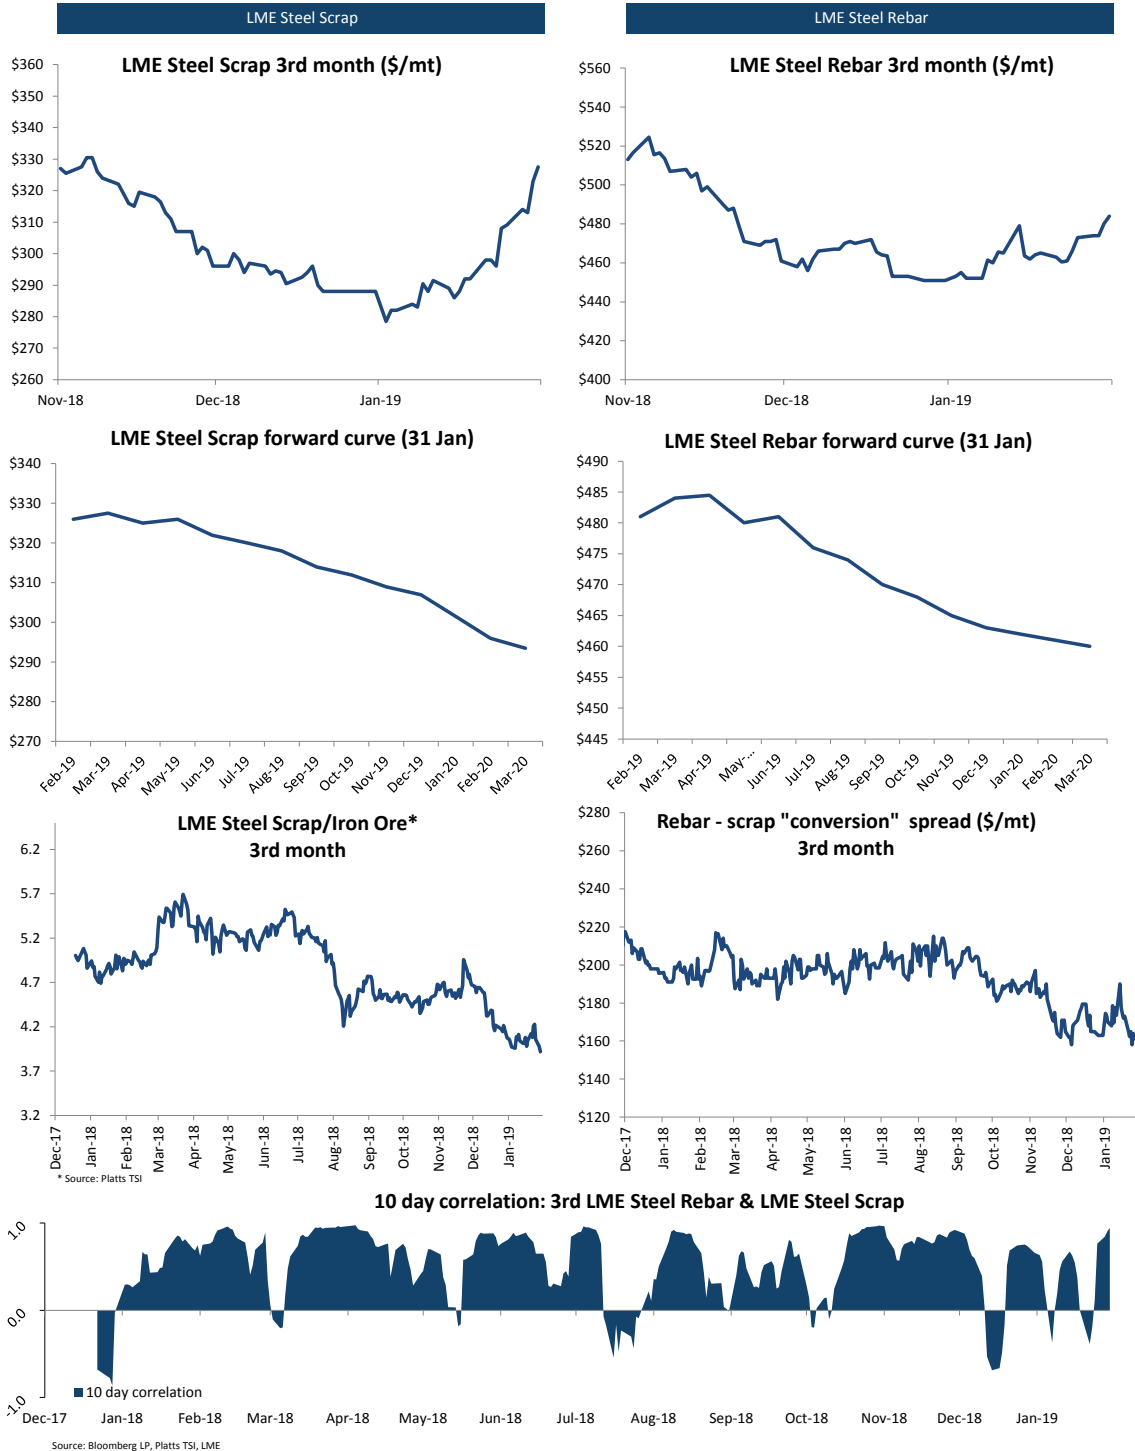 LME Steel Scrap
LME Steel Rebar
LME Steel Scrap 3rd month ($/mt)
$360
$350
$340
$330
$320
$310
$300
$290
$280
$270
$260
Nov-18 Dec-18 Jan-19
LME Steel Rebar 3rd month ($/mt)
$560
$540
$520
$500
$480
$460
$440
$420
$400
Nov-18 Dec-18 Jan-19
LME Steel Scrap forward curve (31 Jan)
$340
$330
$320
$310
$300
$290
$280
$270
Feb-19 Mar-19 Apr-19 May-19 Jun-19 Jul-19 Aug-19 Sep-19 Oct-19 Nov-19 Dec-19 Jan-20 Feb-20 Mar-20
LME Steel Rebar forward curve (31 Jan)
$490
$485
$480
$475
$470
$465
$460
$455
$450
$445
Feb-19 Mar-19 Apr-19 May-… Jun-19 Jul-19 Aug-19 Sep-19 Oct-19 Nov-19 Dec-19 Jan-20 Feb-20 Mar-20
LME Steel Scrap/Iron Ore*
3rd month
6.2
5.7
5.2
4.7
4.2
3.7
3.2
Dec-17 Jan-18 Feb-18 Mar-18 Apr-18 May-18 Jun-18 Jul-18 Aug-18 Sep-18 Oct-18 Nov-18 Dec-18 Jan-19
* Source: Platts TSI
Rebar - scrap "conversion" spread ($/mt)
3rd month
$280
$260
$240
$220
$200
$180
$160
$140
$120
Dec-17 Jan-18 Feb-18 Mar-18 Apr-18 May-18 Jun-18 Jul-18 Aug-18 Sep-18 Oct-18 Nov-18 Dec-18 Jan-19
10 day correlation: 3rd LME Steel Rebar & LME Steel Scrap
1.0
0.0
-1.0
10 day correlation
Dec-17 Jan-18 Feb-18 Mar-18 Apr-18 May-18 Jun-18 Jul-18 Aug-18 Sep-18 Oct-18 Nov-18 Dec-18 Jan-19
Source: Bloomberg LP, Platts TSI, LME